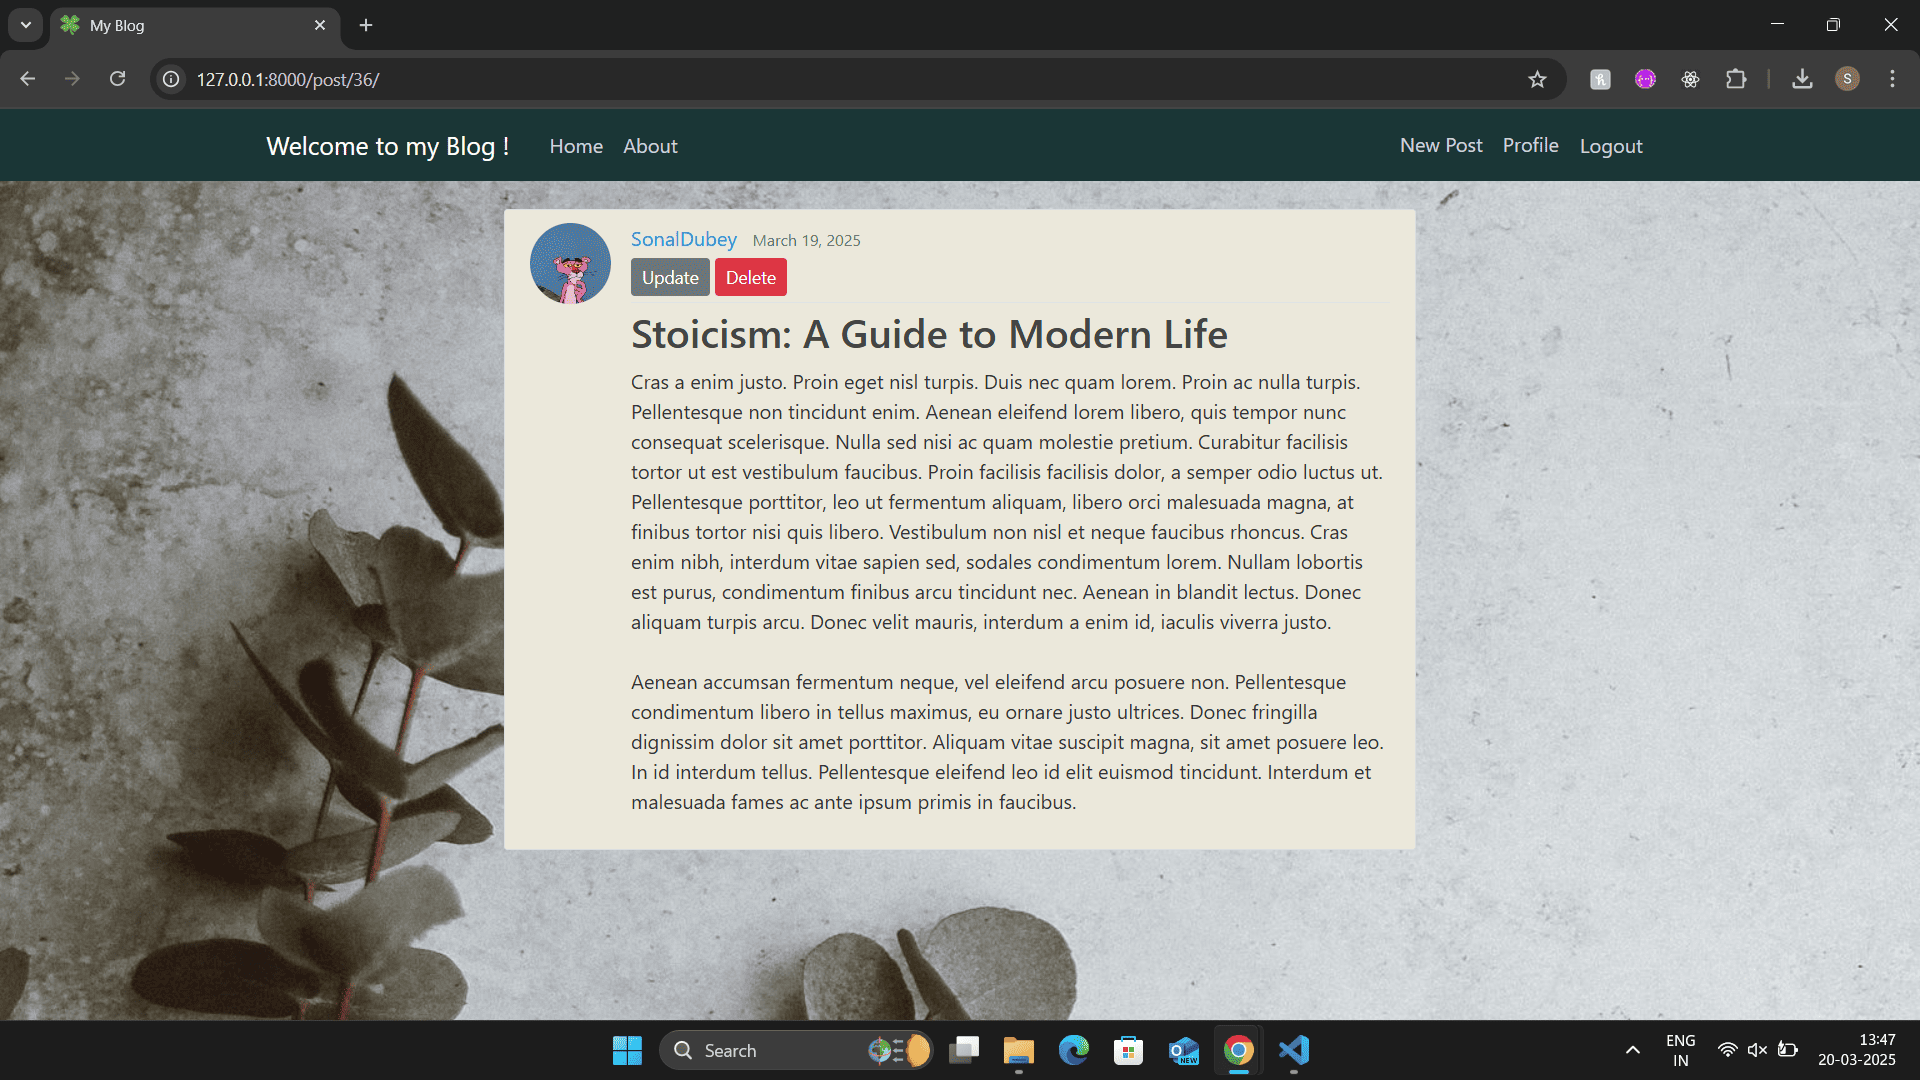 My Blog
127.0.0.1:8000/post/36/
S
Welcome to my Blog !
Home
About
New Post
Profile
Logout
SonalDubey
March 19, 2025
Update
Delete
Stoicism: A Guide to Modern Life
Cras a enim justo. Proin eget nisl turpis. Duis nec quam lorem. Proin ac nulla turpis.
Pellentesque non tincidunt enim. Aenean eleifend lorem libero, quis tempor nunc
consequat scelerisque. Nulla sed nisi ac quam molestie pretium. Curabitur facilisis
tortor ut est vestibulum faucibus. Proin facilisis facilisis dolor, a semper odio luctus ut.
Pellentesque porttitor, leo ut fermentum aliquam, libero orci malesuada magna, at
finibus tortor nisi quis libero. Vestibulum non nisl et neque faucibus rhoncus. Cras
enim nibh, interdum vitae sapien sed, sodales condimentum lorem. Nullam lobortis
est purus, condimentum finibus arcu tincidunt nec. Aenean in blandit lectus. Donec
aliquam turpis arcu. Donec velit mauris, interdum a enim id, iaculis viverra justo.
Aenean accumsan fermentum neque, vel eleifend arcu posuere non. Pellentesque
condimentum libero in tellus maximus, eu ornare justo ultrices. Donec fringilla
dignissim dolor sit amet porttitor. Aliquam vitae suscipit magna, sit amet posuere leo.
In id interdum tellus. Pellentesque eleifend leo id elit euismod tincidunt. Interdum et
malesuada fames ac ante ipsum primis in faucibus.
Search
NEW
ENG
IN
13:47
20-03-2025